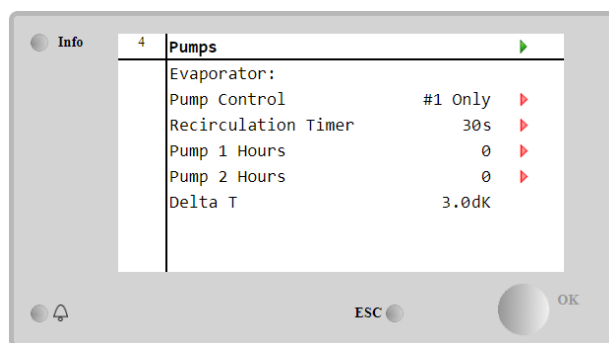 Info
4 Pumps
Evaporator:
Pump Control #1 Only
Recirculation Timer 30s
Pump 1 Hours 0
Pump 2 Hours 0
Delta T 3.0dK
ESC
OK